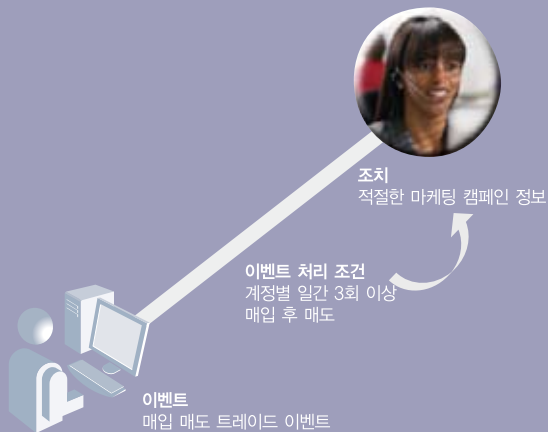 조치
적절한 마케팅 캠페인 정보
이벤트 처리 조건
계정별 일간 3회 이상
매입 후 매도
이벤트
매입 매도 트레이드 이벤트